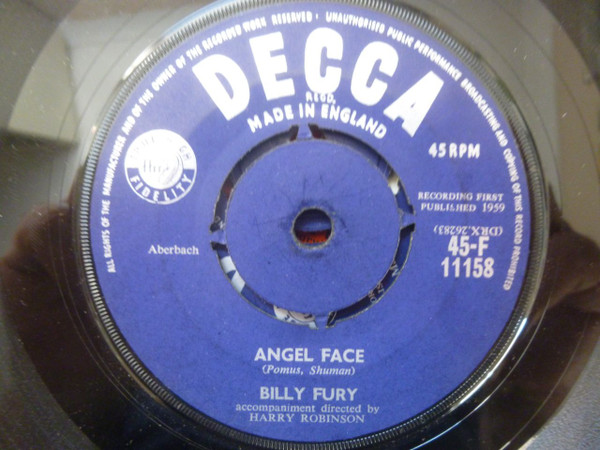 ALL RIGHTS OF THE MANUFACTURER AND OF THE OWNER OF THE RECORDED WORK RESERVED · UNAUTHORISED PUBLIC PERFORMANCE BROADCASTING AND COPYING OF THIS RECORD PROHIBITED
DECCA
REGD.
MADE IN ENGLAND
45 RPM
FIDELITY
RECORDING FIRST
PUBLISHED 1959
(DRX.26283)
Aberbach
45-F
11158
ANGEL FACE
(Pomus, Shuman)
BILLY FURY
accompaniment directed by
HARRY ROBINSON